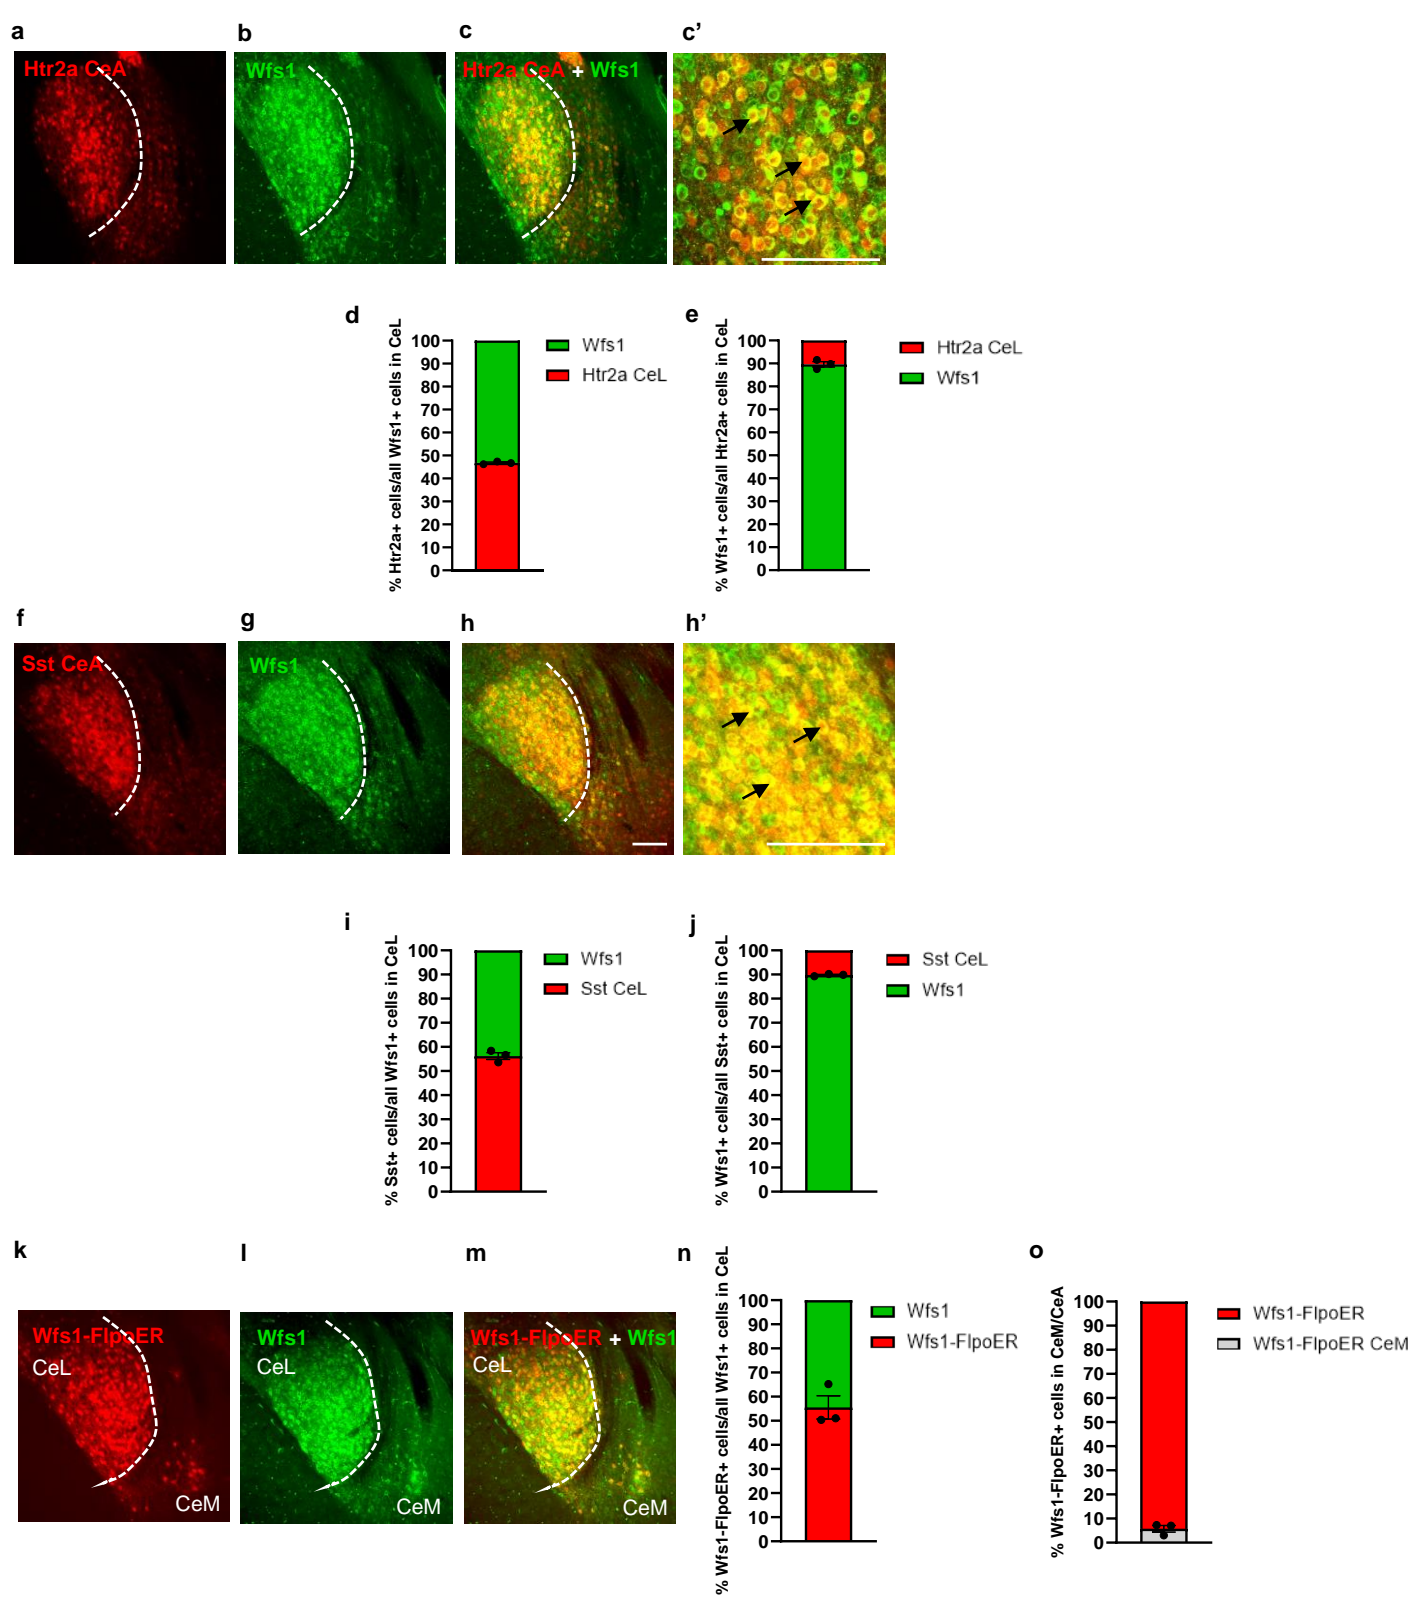 a
b
c
c’
Htr2a CeA
Wfs1
Htr2a CeA + Wfs1
d
e
% Htr2a+ cells/all Wfs1+ cells in CeL
100
90
80
70
60
50
40
30
20
10
0
Wfs1
Htr2a CeL
% Wfs1+ cells/all Htr2a+ cells in CeL
100
90
80
70
60
50
40
30
20
10
0
Htr2a CeL
Wfs1
f
g
h
h’
Sst CeA
Wfs1
i
j
% Sst+ cells/all Wfs1+ cells in CeL
100
90
80
70
60
50
40
30
20
10
0
Wfs1
Sst CeL
% Wfs1+ cells/all Sst+ cells in CeL
100
90
80
70
60
50
40
30
20
10
0
Sst CeL
Wfs1
k
l
m
n
o
Wfs1-FlpoER
CeL
CeM
Wfs1
CeL
CeM
Wfs1-FlpoER + Wfs1
CeL
CeM
% Wfs1-FlpoER+ cells/all Wfs1+ cells in CeL
100
90
80
70
60
50
40
30
20
10
0
Wfs1
Wfs1-FlpoER
% Wfs1-FlpoER+ cells in CeM/CeA
100
90
80
70
60
50
40
30
20
10
0
Wfs1-FlpoER
Wfs1-FlpoER CeM